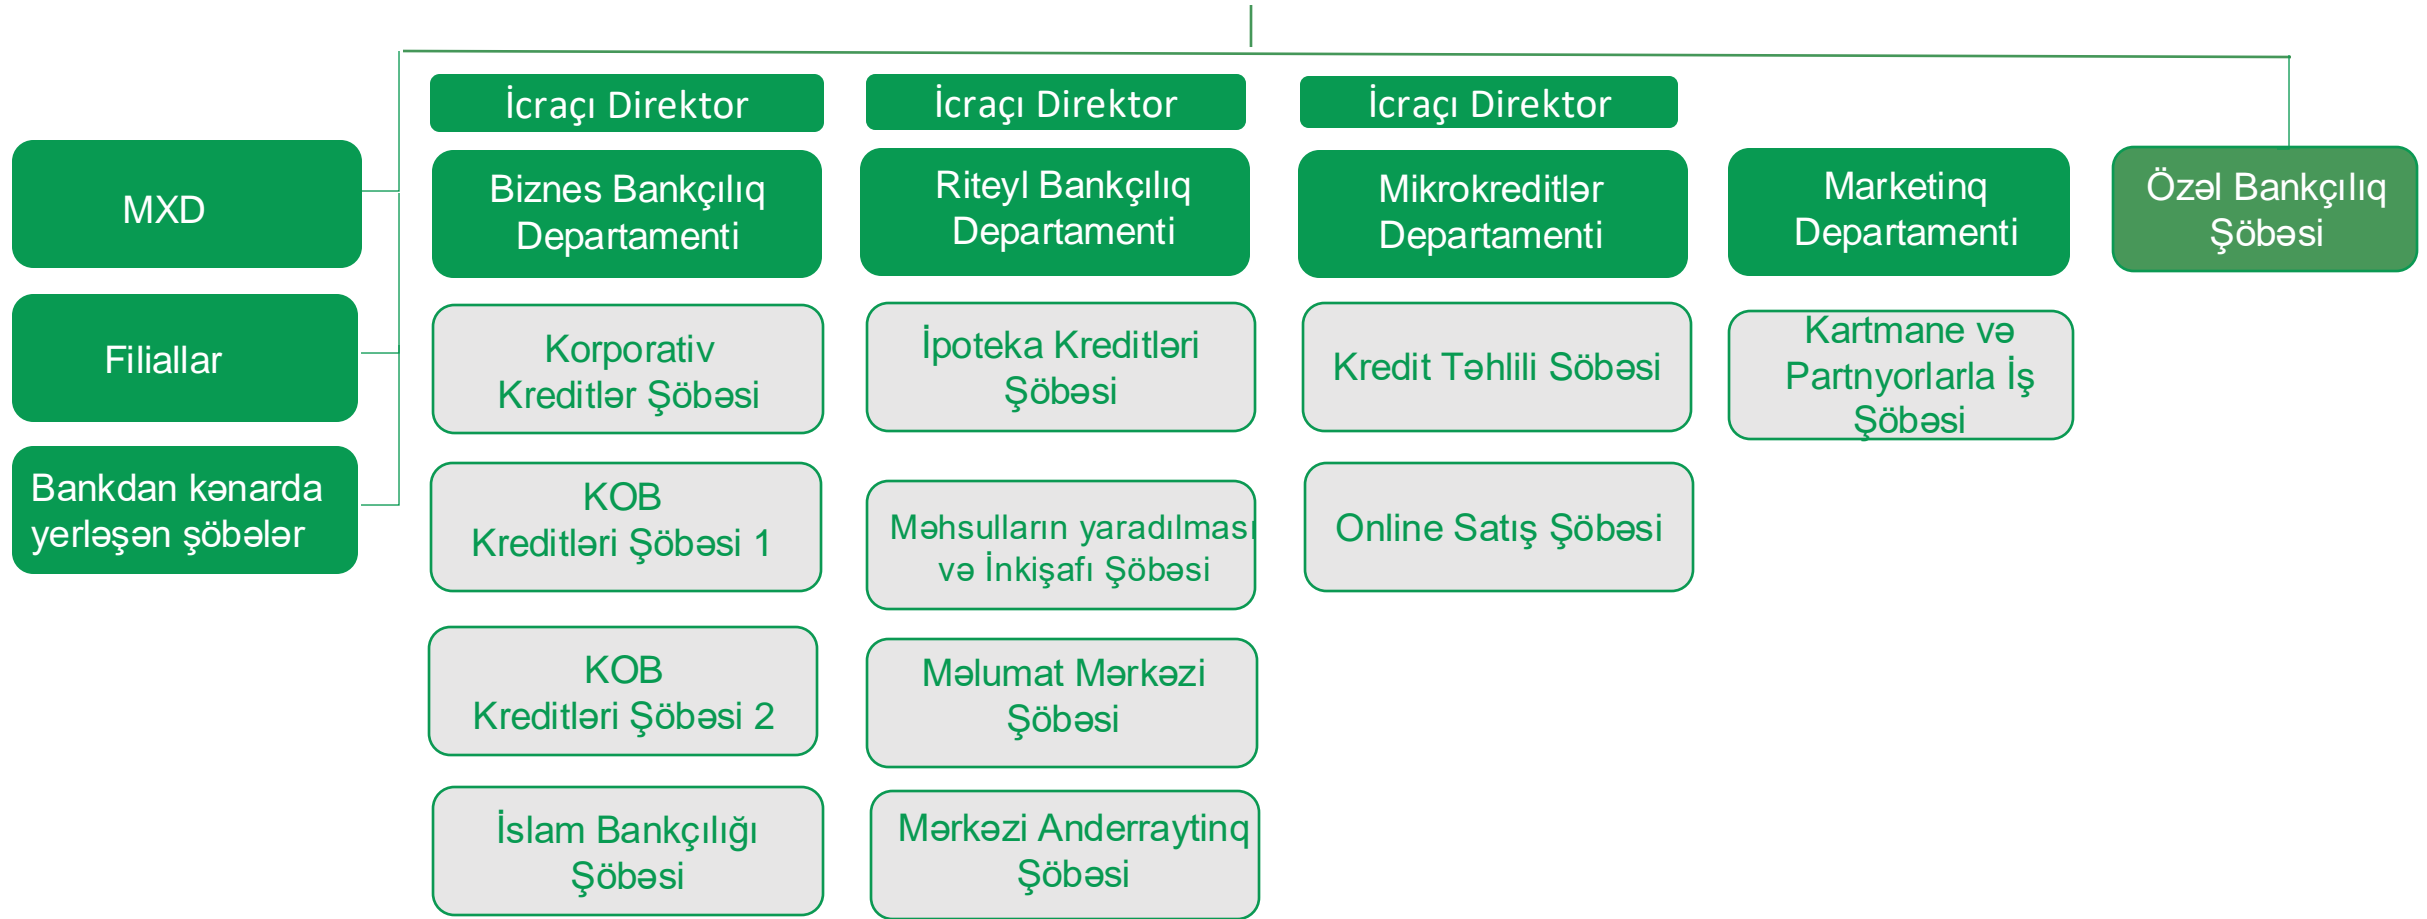 İcraçı Direktor
İcraçı Direktor
İcraçı Direktor
MXD
Filiallar
Bankdan kənarda
yerləşən şöbələr
Biznes Bankçılıq
Departamenti
Korporativ
Kreditlər Şöbəsi
KOB
Kreditləri Şöbəsi 1
KOB
Kreditləri Şöbəsi 2
İslam Bankçılığı
Şöbəsi
Riteyl Bankçılıq
Departamenti
İpoteka Kreditləri
Şöbəsi
Məhsulların yaradılması
və İnkişafı Şöbəsi
Məlumat Mərkəzi
Şöbəsi
Mərkəzi Anderraytinq
Şöbəsi
Mikrokreditlər
Departamenti
Kredit Təhlili Söbəsi
Online Satış Şöbəsi
Marketinq
Departamenti
Kartmane və
Partnyorlarla İş
Şöbəsi
Özəl Bankçılıq
Şöbəsi